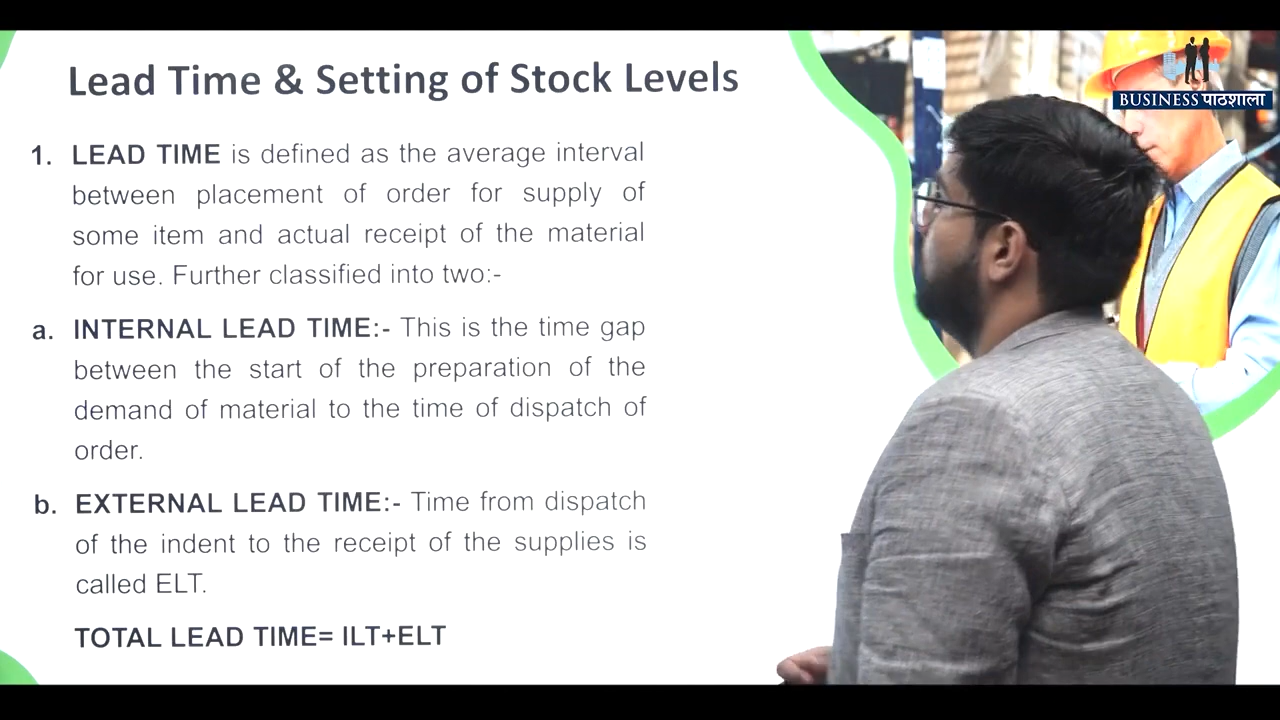 Lead Time & Setting of Stock Levels
BUSINESS पाठशाला
1. LEAD TIME is defined as the average interval
between placement of order for supply of
some item and actual receipt of the material
for use. Further classified into two:-
a. INTERNAL LEAD TIME:- This is the time gap
between the start of the preparation of the
demand of material to the time of dispatch of
order.
b. EXTERNAL LEAD TIME:- Time from dispatch
of the indent to the receipt of the supplies is
called ELT.
TOTAL LEAD TIME= ILT+ELT